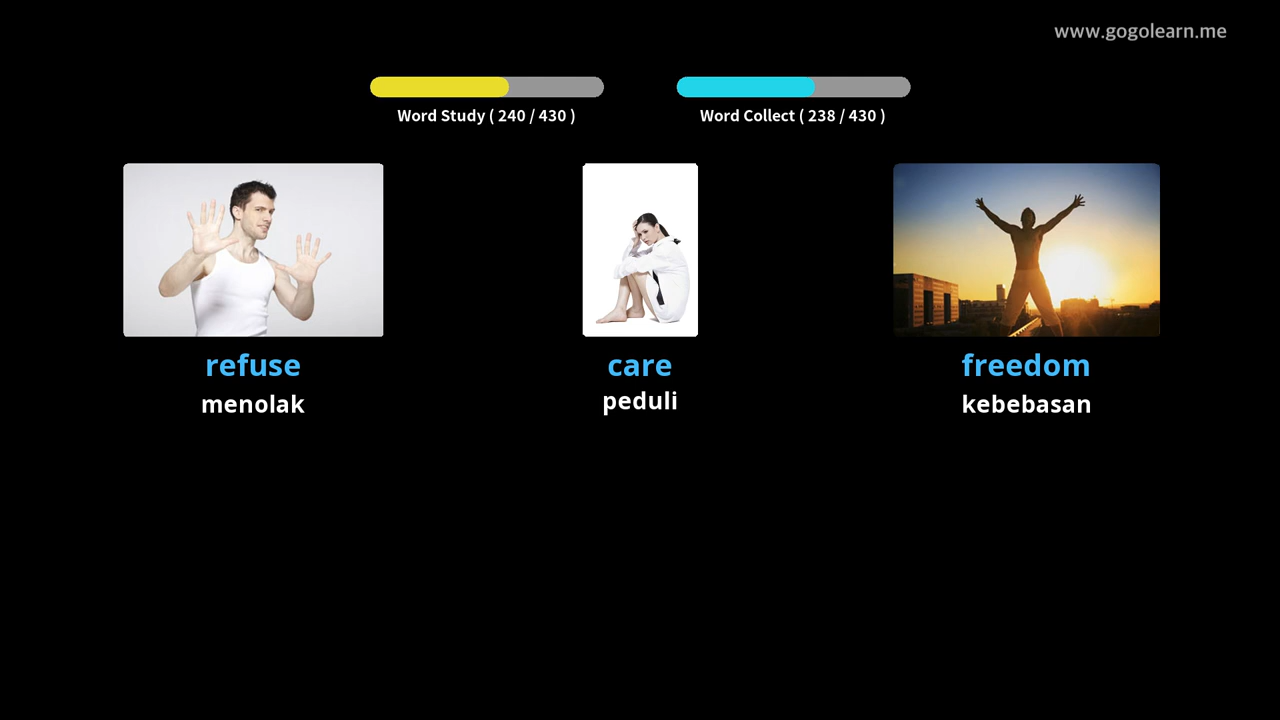 www.gogolearn.me
Word Study ( 240 / 430 )
Word Collect ( 238 / 430 )
refuse
care
freedom
menolak
peduli
kebebasan